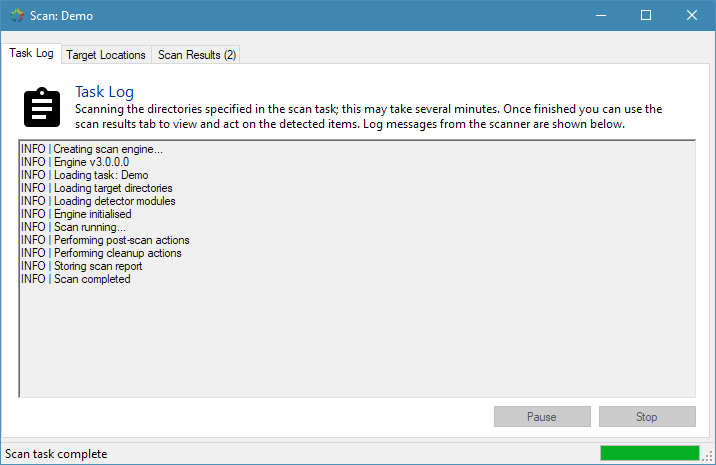 Scan: Demo
Task Log
Target Locations
Scan Results (2)
Task Log
Scanning the directories specified in the scan task; this may take several minutes. Once finished you can use the
scan results tab to view and act on the detected items. Log messages from the scanner are shown below.
INFO | Creating scan engine...
INFO | Engine v3.0.0.0
INFO | Loading task: Demo
INFO | Loading target directories
INFO | Loading detector modules
INFO | Engine initialised
INFO | Scan running...
INFO | Performing post-scan actions
INFO | Performing cleanup actions
INFO | Storing scan report
INFO | Scan completed
Pause
Stop
Scan task complete